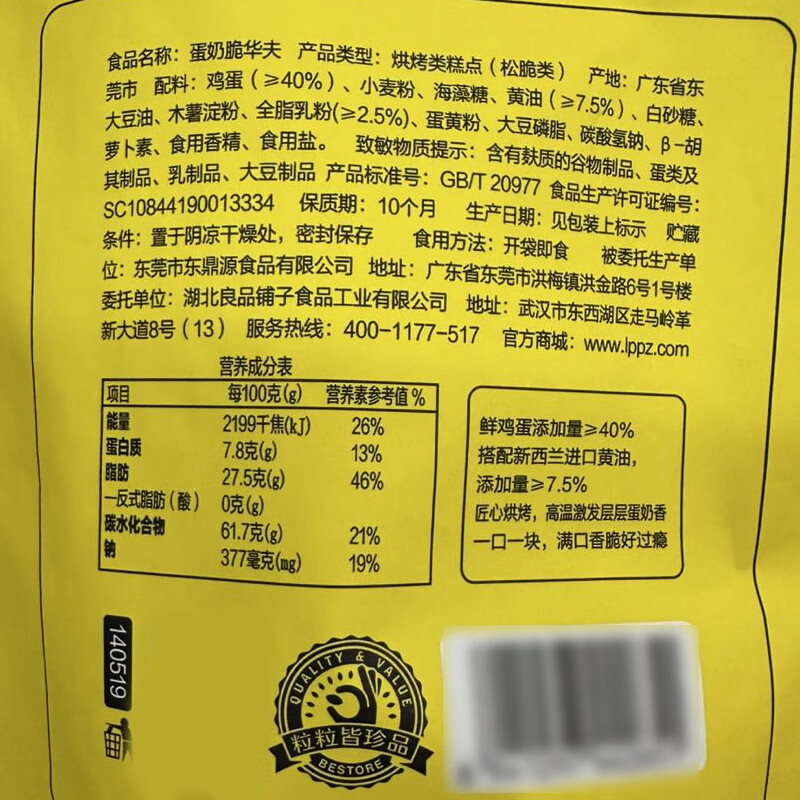 食品名称：蛋奶脆华夫 产品类型：烘烤类糕点（松脆类） 产地：广东省东
莞市 配料：鸡蛋（≥40%）、小麦粉、海藻糖、黄油（≥7.5%）、白砂糖、
大豆油、木薯淀粉、全脂乳粉(≥2.5%)、蛋黄粉、大豆磷脂、碳酸氢钠、β-胡
萝卜素、食用香精、食用盐。 致敏物质提示：含有麸质的谷物制品、蛋类及
其制品、乳制品、大豆制品 产品标准号：GB/T 20977 食品生产许可证编号：
SC10844190013334 保质期：10个月 生产日期：见包装上标示 贮藏
条件：置于阴凉干燥处，密封保存 食用方法：开袋即食 被委托生产单
位：东莞市东鼎源食品有限公司 地址：广东省东莞市洪梅镇洪金路6号1号楼
委托单位：湖北良品铺子食品工业有限公司 地址：武汉市东西湖区走马岭革
新大道8号（13） 服务热线：400-1177-517 官方商城：www.lppz.com
营养成分表
项目 每100克(g) 营养素参考值%
能量 2199千焦(kJ) 26%
蛋白质 7.8克(g) 13%
脂肪 27.5克(g) 46%
—反式脂肪（酸） 0克(g)
碳水化合物 61.7克(g) 21%
钠 377毫克(mg) 19%
鲜鸡蛋添加量≥40%
搭配新西兰进口黄油，
添加量≥7.5%
匠心烘烤，高温激发层层蛋奶香
一口一块，满口香脆好过瘾
140519
QUALITY & VALUE
粒粒皆珍品
BESTORE